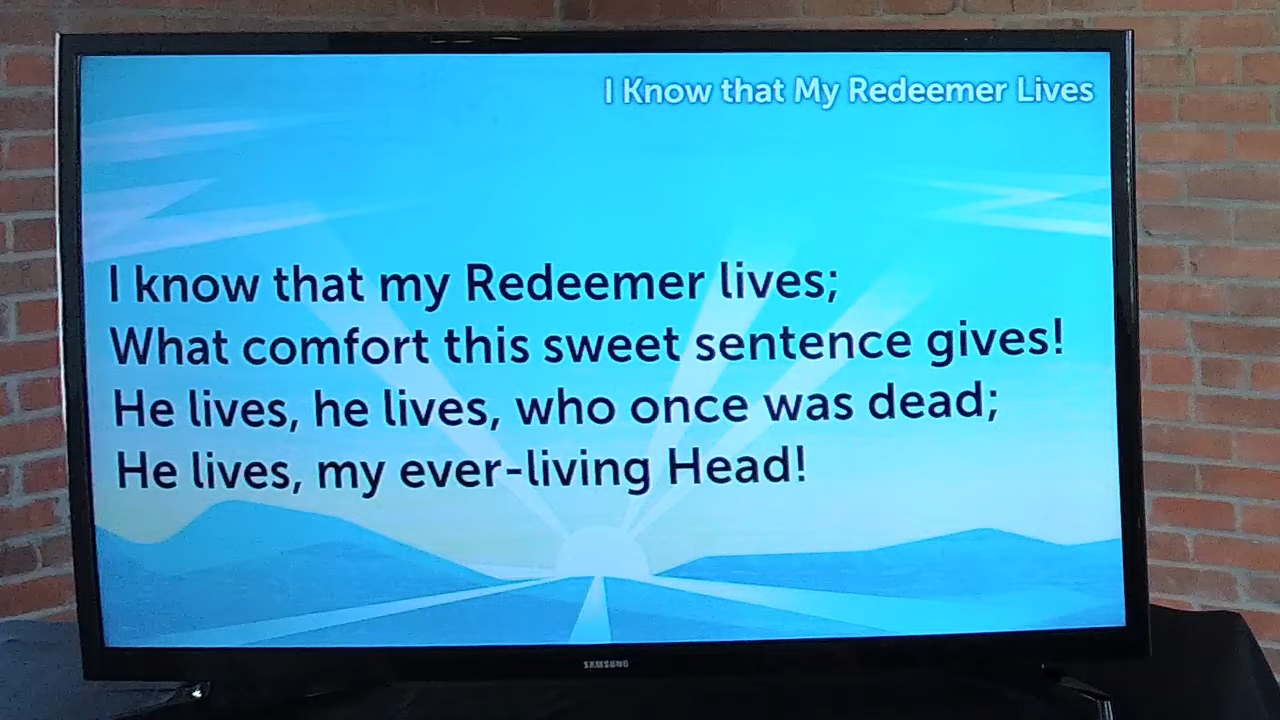 I Know that My Redeemer Lives
I know that my Redeemer lives;
What comfort this sweet sentence gives!
He lives, he lives, who once was dead;
He lives, my ever-living Head!
SAMSUNG